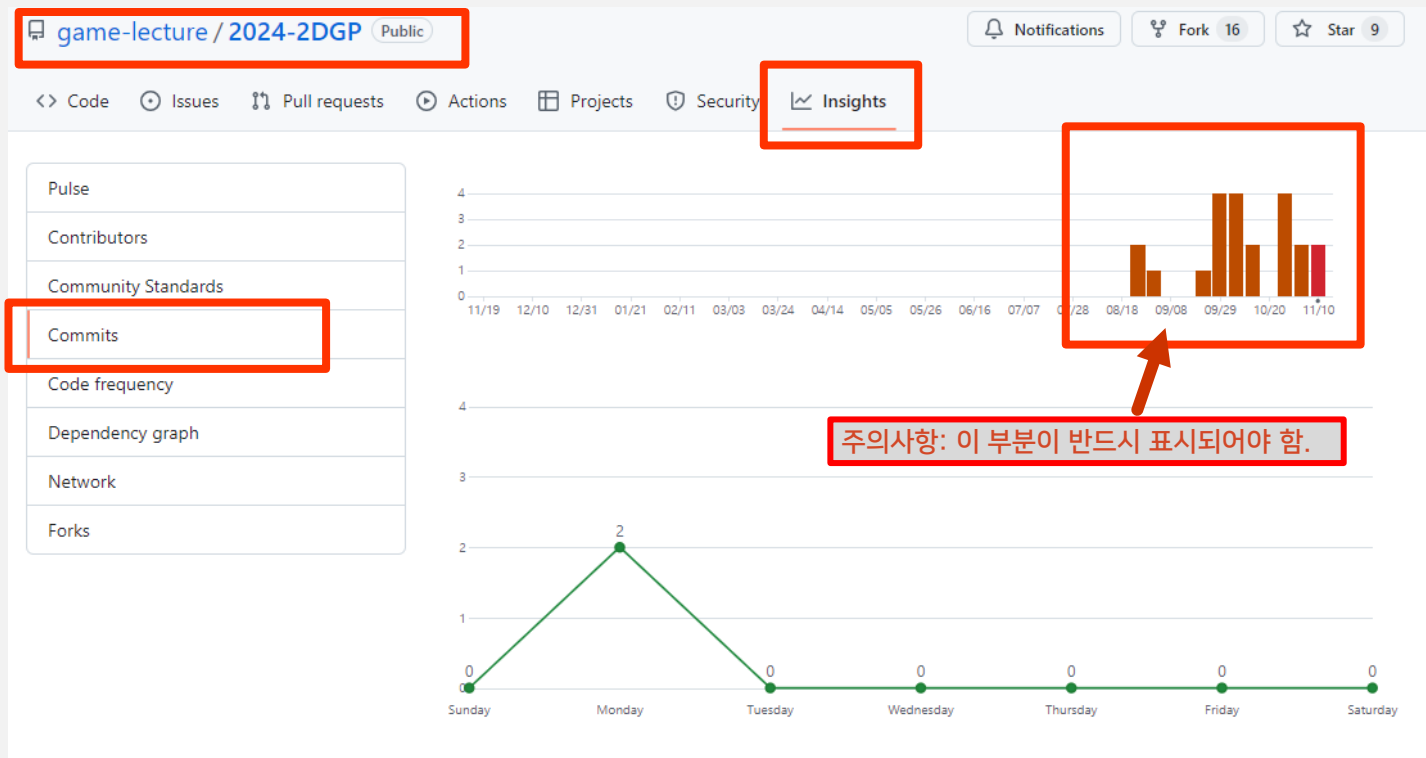 game-lecture / 2024-2DGP Public
Notifications Fork 16 Star 9
Code Issues Pull requests Actions Projects Security Insights
Pulse
Contributors
Community Standards
Commits
Code frequency
Dependency graph
Network
Forks
4
3
2
1
0
11/19 12/10 12/31 01/21 02/11 03/03 03/24 04/14 05/05 05/26 06/16 07/07 08/18 09/08 09/29 10/20 11/10
주의사항: 이 부분이 반드시 표시되어야 함.
4
3
2
1
0
0 2 0 0 0 0 0
Sunday Monday Tuesday Wednesday Thursday Friday Saturday